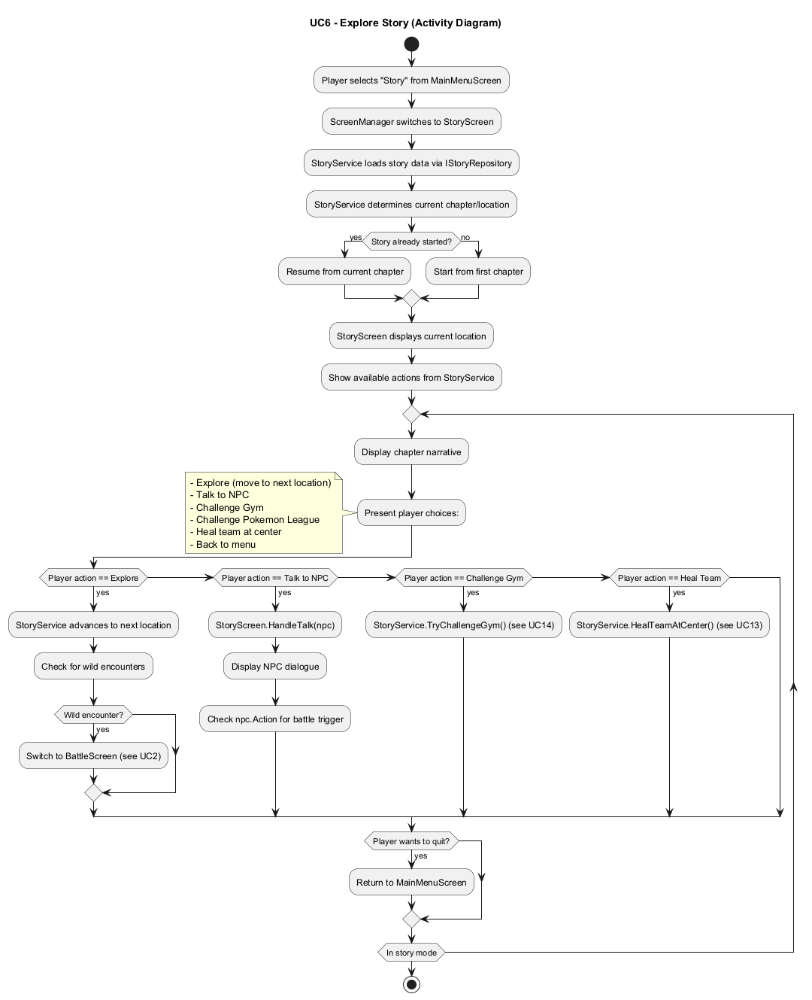 UC6 - Explore Story (Activity Diagram)
Player selects "Story" from MainMenuScreen
ScreenManager switches to StoryScreen
StoryService loads story data via IStoryRepository
StoryService determines current chapter/location
yes
Story already started?
no
Resume from current chapter
Start from first chapter
StoryScreen displays current location
Show available actions from StoryService
Display chapter narrative
- Explore (move to next location)
- Talk to NPC
- Challenge Gym
- Challenge Pokemon League
- Heal team at center
- Back to menu
Present player choices:
Player action == Explore
yes
Player action == Talk to NPC
yes
Player action == Challenge Gym
yes
Player action == Heal Team
yes
StoryService advances to next location
StoryScreen.HandleTalk(npc)
StoryService.TryChallengeGym() (see UC14)
StoryService.HealTeamAtCenter() (see UC13)
Check for wild encounters
Display NPC dialogue
Wild encounter?
yes
Check npc.Action for battle trigger
Switch to BattleScreen (see UC2)
Player wants to quit?
yes
Return to MainMenuScreen
In story mode